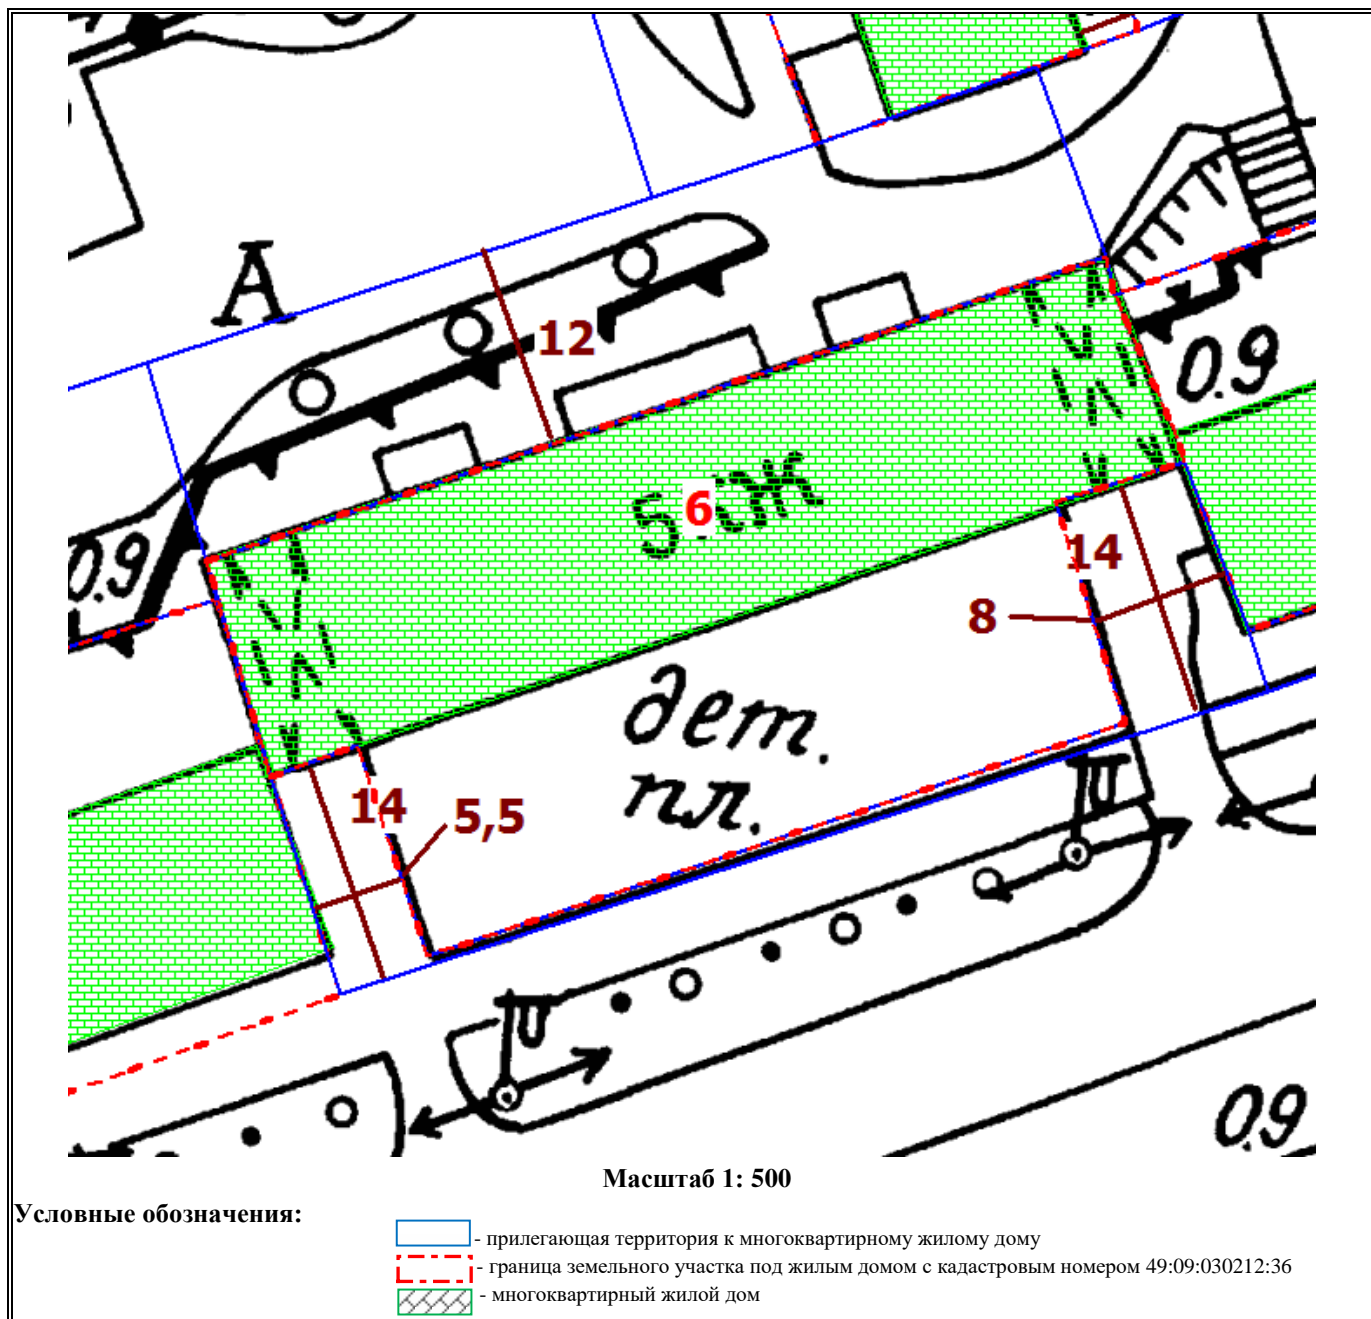 А
12
0.9
5 КЖ
6
0.9
14
8
дет.
пл.
14
5,5
0.9
Масштаб 1: 500
Условные обозначения:
- прилегающая территория к многоквартирному жилому дому
- граница земельного участка под жилым домом с кадастровым номером 49:09:030212:36
- многоквартирный жилой дом